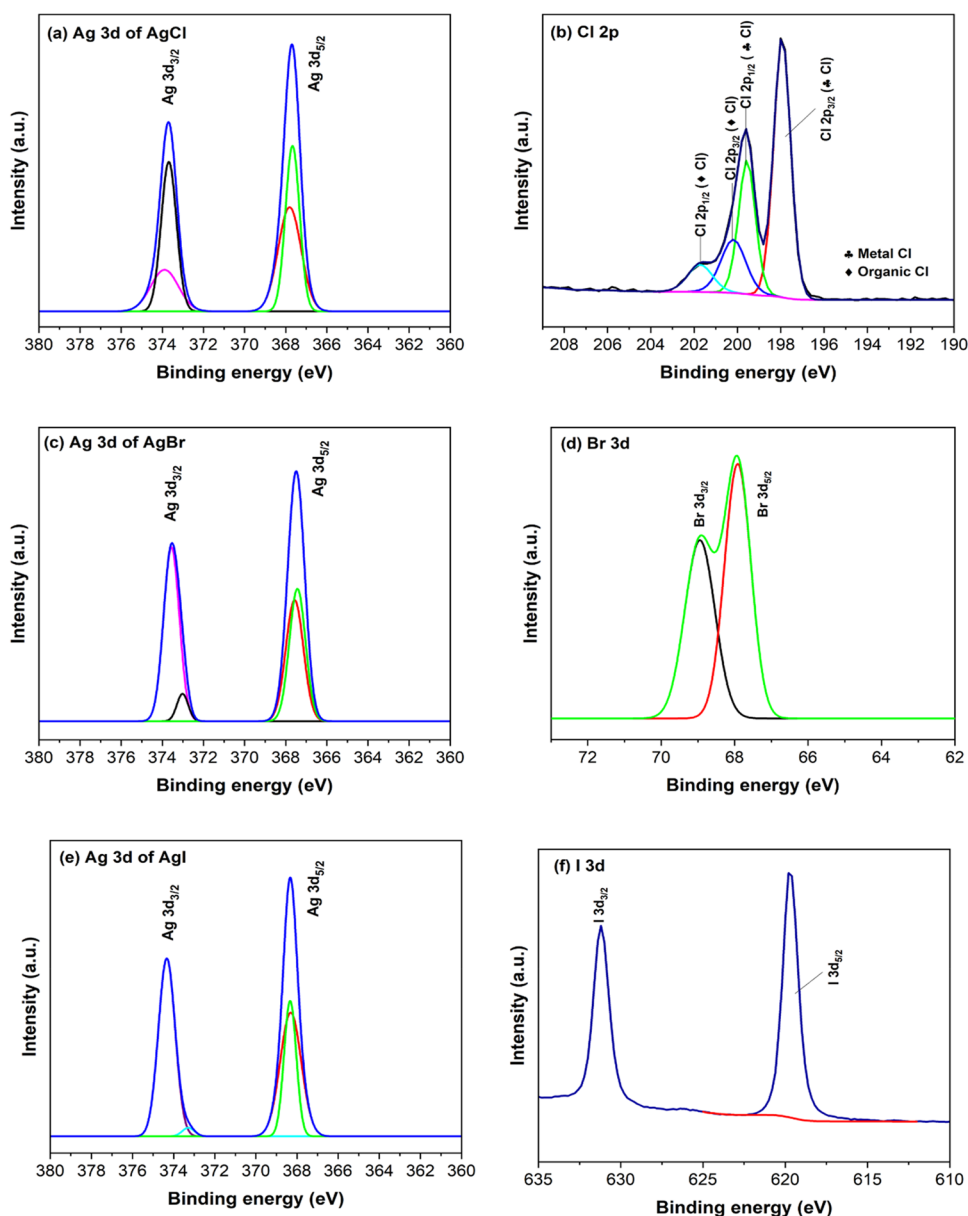 (a) Ag 3d of AgCl
Ag 3d3/2
Ag 3d5/2
Intensity (a.u.)
380 378 376 374 372 370 368 366 364 362 360
Binding energy (eV)
(b) Cl 2p
Cl 2p1/2 (♦ Cl)
Cl 2p3/2 (♦ Cl)
Cl 2p1/2 (♣ Cl)
Cl 2p3/2 (♣ Cl)
♣ Metal Cl
♦ Organic Cl
Intensity (a.u.)
208 206 204 202 200 198 196 194 192 190
Binding energy (eV)
(c) Ag 3d of AgBr
Ag 3d3/2
Ag 3d5/2
Intensity (a.u.)
380 378 376 374 372 370 368 366 364 362 360
Binding energy (eV)
(d) Br 3d
Br 3d3/2
Br 3d5/2
Intensity (a.u.)
72 70 68 66 64 62
Binding energy (eV)
(e) Ag 3d of AgI
Ag 3d3/2
Ag 3d5/2
Intensity (a.u.)
380 378 376 374 372 370 368 366 364 362 360
Binding energy (eV)
(f) I 3d
I 3d3/2
I 3d5/2
Intensity (a.u.)
635 630 625 620 615 610
Binding energy (eV)